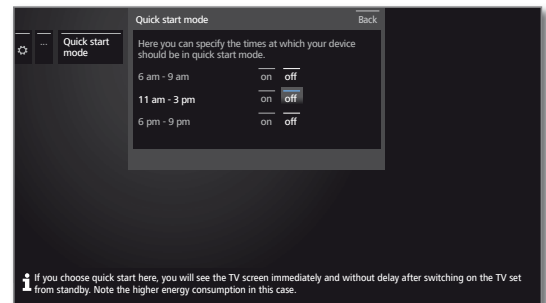 Quick start mode Back
... Quick start
mode
Here you can specify the times at which your device
should be in quick start mode.
6 am - 9 am on off
11 am - 3 pm on off
6 pm - 9 pm on off
If you choose quick start here, you will see the TV screen immediately and without delay after switching on the TV set
from standby. Note the higher energy consumption in this case.